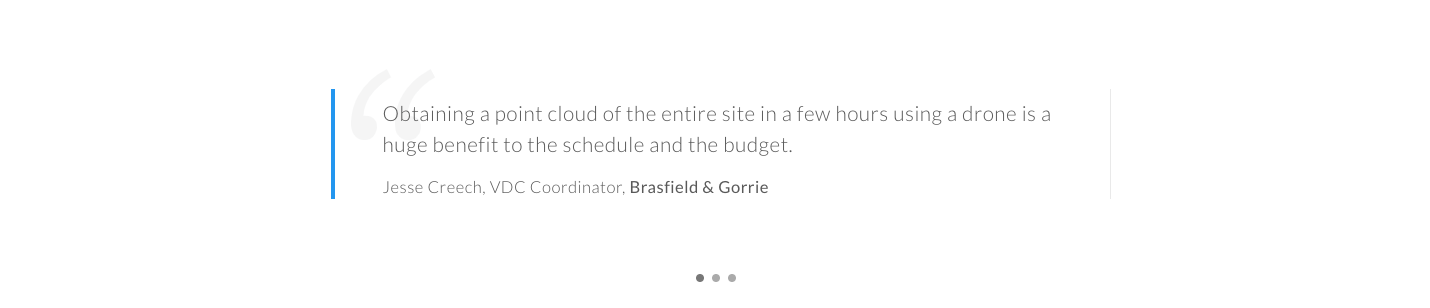 “
Obtaining a point cloud of the entire site in a few hours using a drone is a
huge benefit to the schedule and the budget.
Jesse Creech, VDC Coordinator, Brasfield & Gorrie